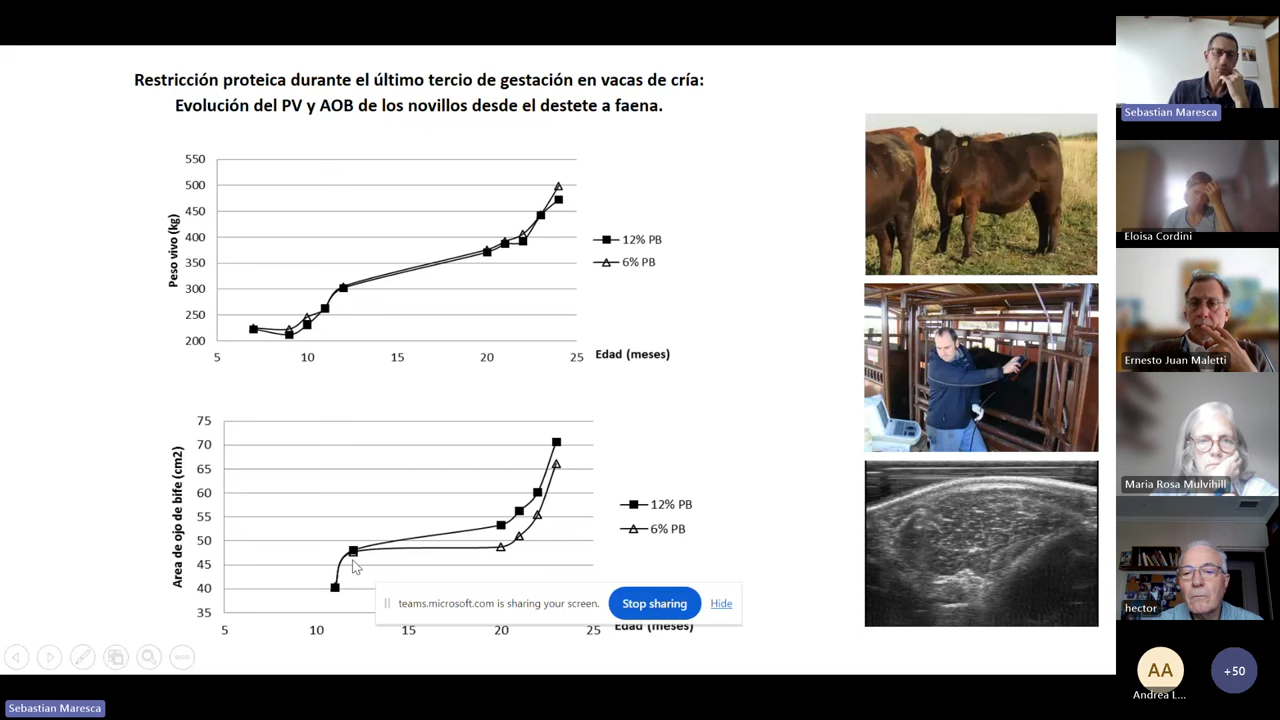 Restricción proteica durante el último tercio de gestación en vacas de cría:
Evolución del PV y AOB de los novillos desde el destete a faena.
Peso vivo (kg)
550
500
450
400
350
300
250
200
5
10
15
20
25
Edad (meses)
12% PB
6% PB
Area de ojo de bife (cm2)
75
70
65
60
55
50
45
40
35
5
10
15
20
25
Edad (meses)
12% PB
6% PB
teams.microsoft.com is sharing your screen.
Stop sharing
Hide
Sebastian Maresca
Sebastian Maresca
Eloisa Cordini
Ernesto Juan Maletti
Maria Rosa Mulvihill
hector
AA
Andrea L...
+50